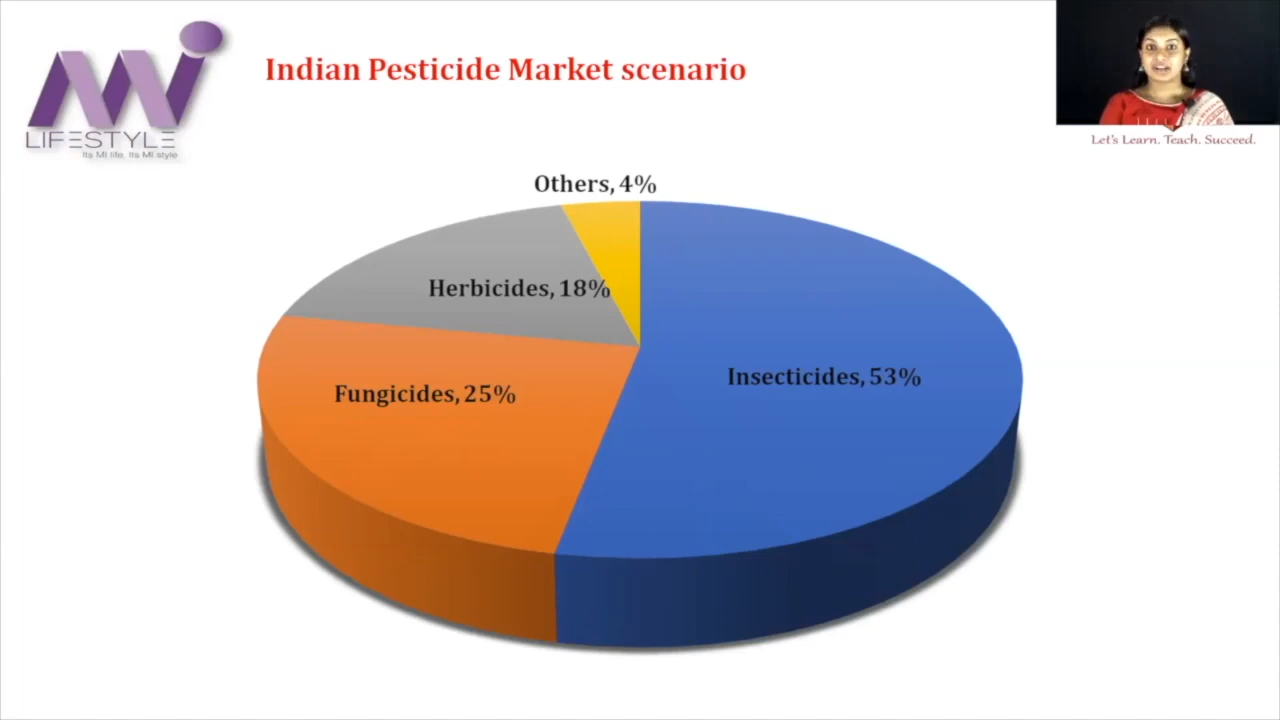 MI
LIFESTYLE
Its MI life, Its MI style
Indian Pesticide Market scenario
Let's Learn. Teach. Succeed.
Others, 4%
Herbicides, 18%
Insecticides, 53%
Fungicides, 25%